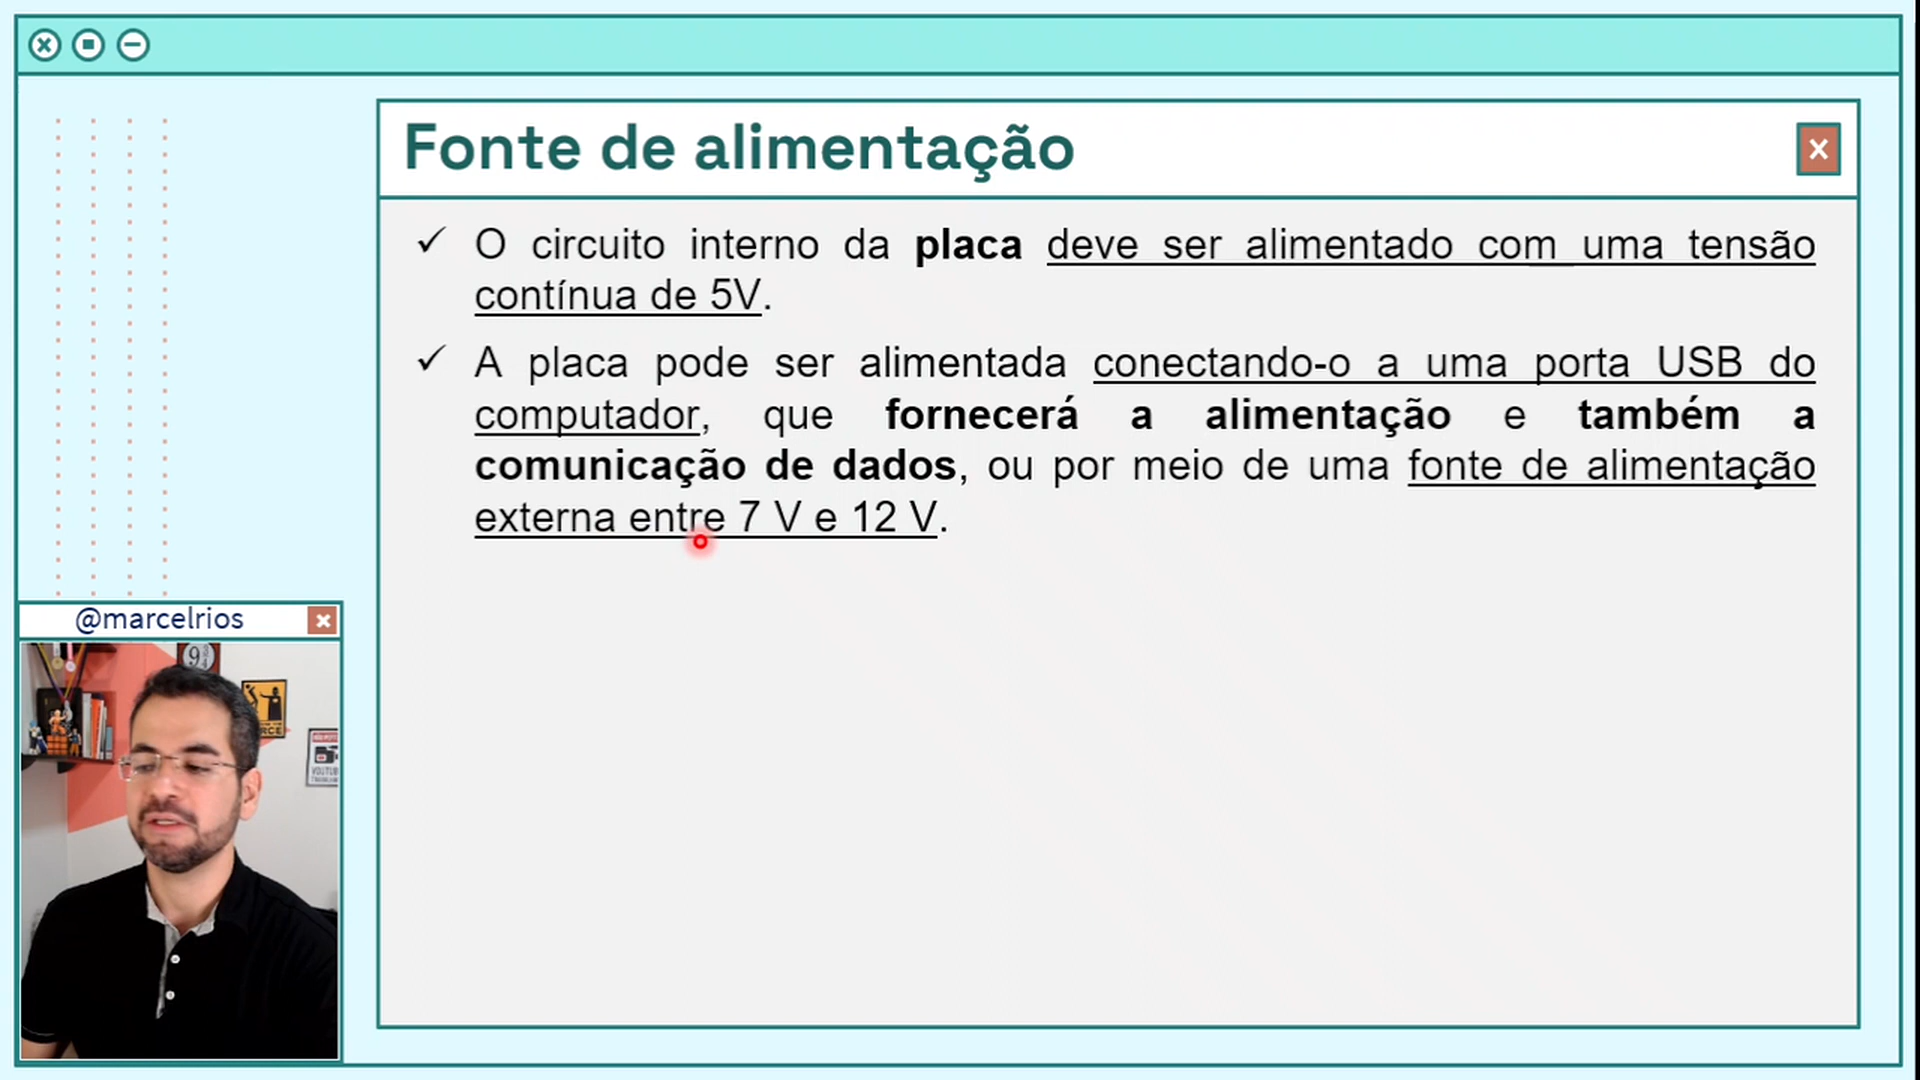 Fonte de alimentação
✓ O circuito interno da placa deve ser alimentado com uma tensão
contínua de 5V.
✓ A placa pode ser alimentada conectando-o a uma porta USB do
computador, que fornecerá a alimentação e também a
comunicação de dados, ou por meio de uma fonte de alimentação
externa entre 7 V e 12 V.
@marcelrios